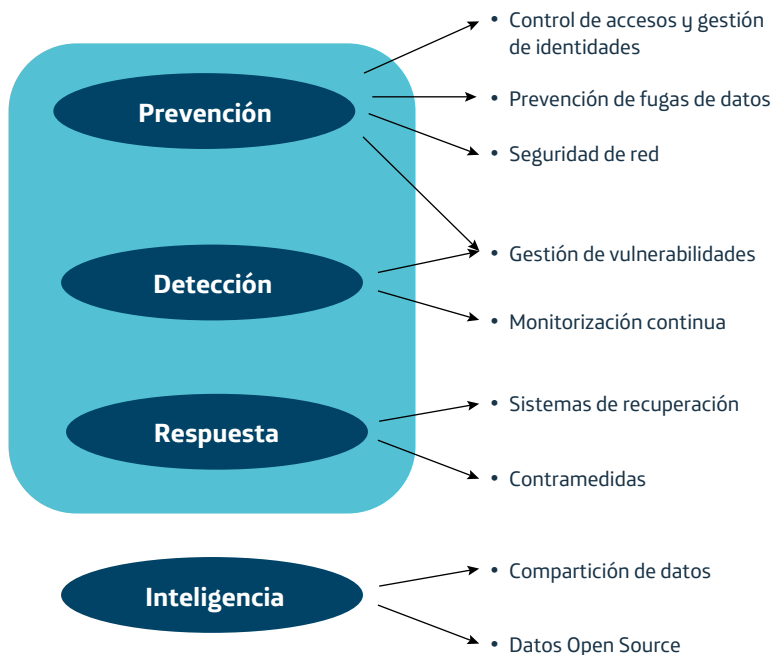 Prevención
• Control de accesos y gestión
de identidades
• Prevención de fugas de datos
• Seguridad de red
• Gestión de vulnerabilidades
Detección
• Monitorización continua
Respuesta
• Sistemas de recuperación
• Contramedidas
Inteligencia
• Compartición de datos
• Datos Open Source